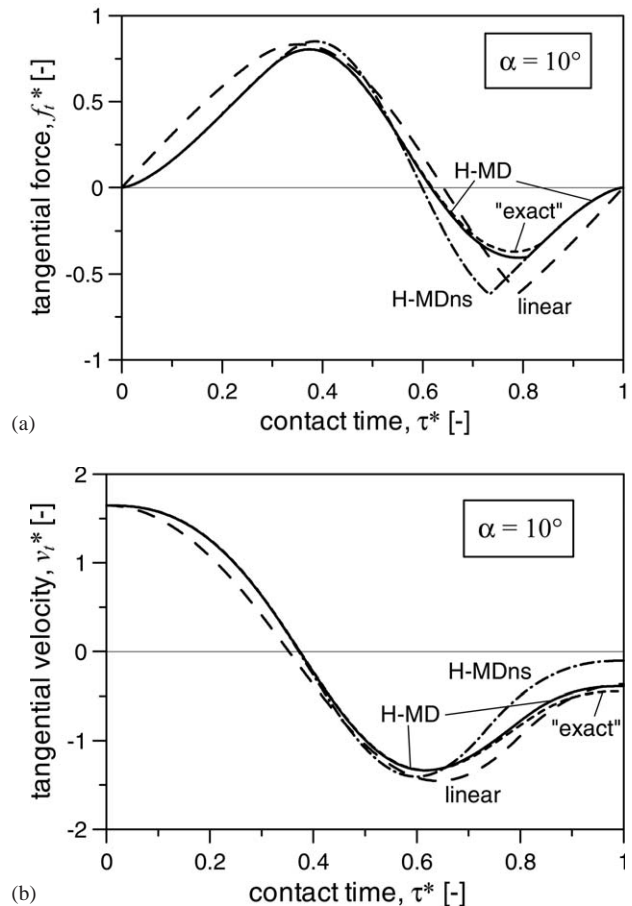 1
0.5
0
-0.5
-1
tangential force, fₜ* [-]
α = 10°
H-MD
"exact"
H-MDns
linear
0 0.2 0.4 0.6 0.8 1
contact time, τ* [-]
(a)
2
1
0
-1
-2
tangential velocity, vₜ* [-]
α = 10°
H-MDns
H-MD
"exact"
linear
0 0.2 0.4 0.6 0.8 1
contact time, τ* [-]
(b)